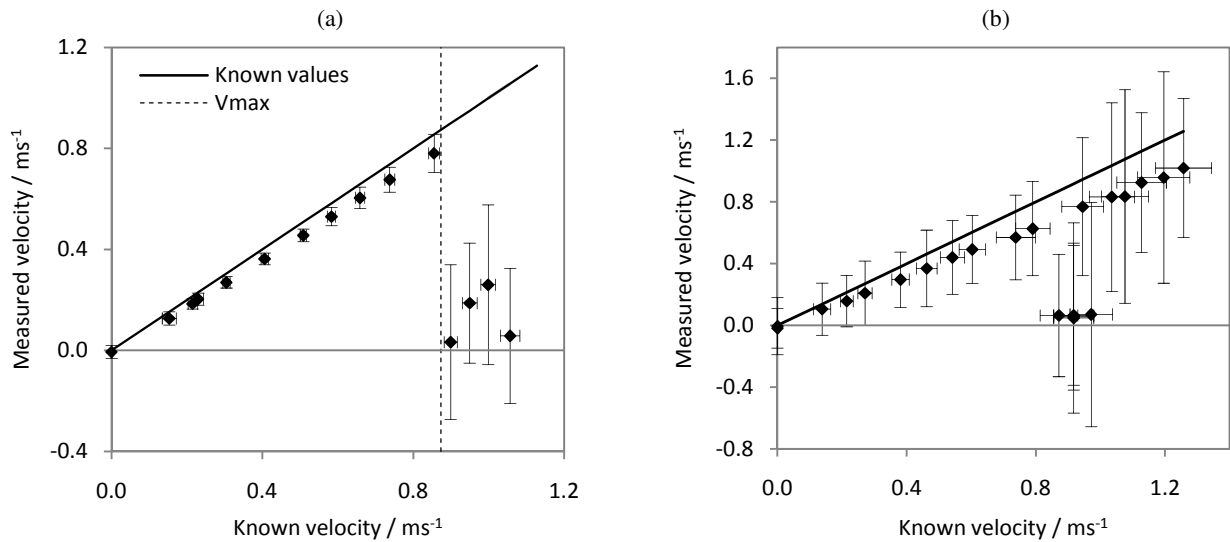 (a)
1.2
Known values
Vmax
0.8
0.4
0.0
-0.4
Measured velocity / ms⁻¹
0.0 0.4 0.8 1.2
Known velocity / ms⁻¹
(b)
1.6
1.2
0.8
0.4
0.0
-0.4
-0.8
Measured velocity / ms⁻¹
0.0 0.4 0.8 1.2
Known velocity / ms⁻¹